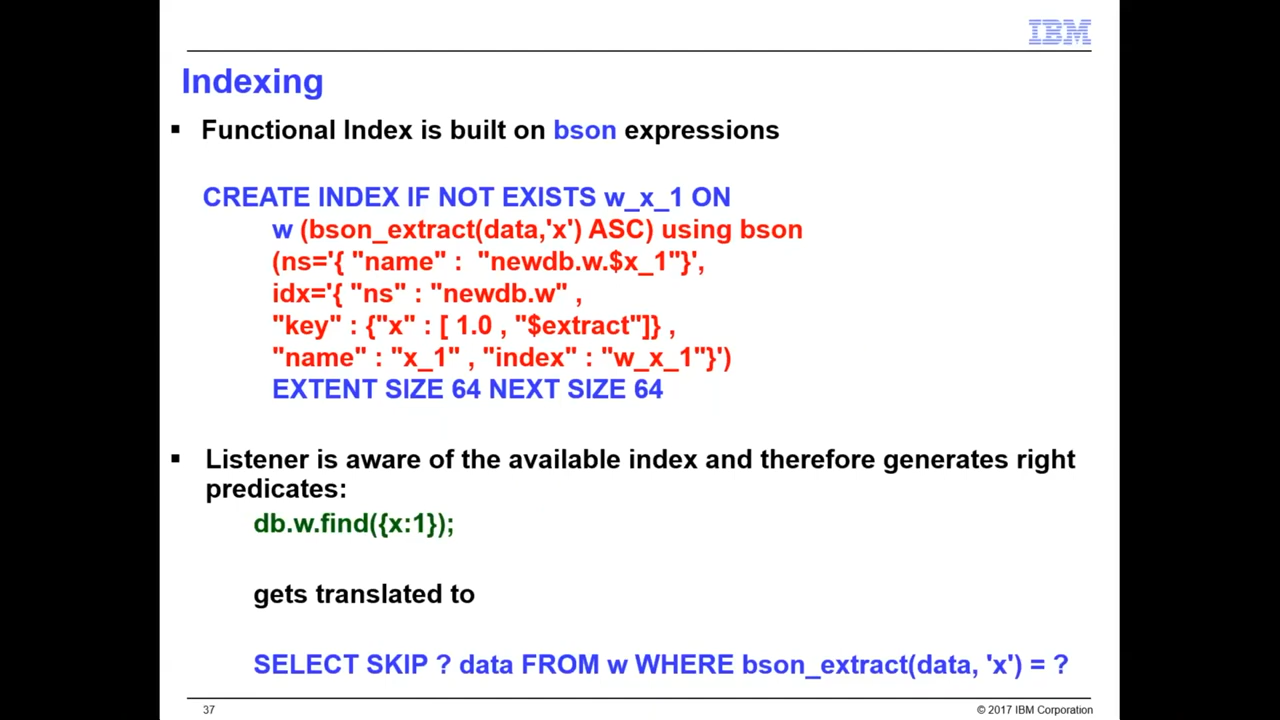 IBM
Indexing
▪ Functional Index is built on bson expressions
CREATE INDEX IF NOT EXISTS w_x_1 ON
w (bson_extract(data,'x') ASC) using bson
(ns='{ "name" : "newdb.w.$x_1"}',
idx='{ "ns" : "newdb.w" ,
"key" : {"x" : [ 1.0 , "$extract"]} ,
"name" : "x_1" , "index" : "w_x_1"}')
EXTENT SIZE 64 NEXT SIZE 64
▪ Listener is aware of the available index and therefore generates right
predicates:
db.w.find({x:1});
gets translated to
SELECT SKIP ? data FROM w WHERE bson_extract(data, 'x') = ?
37
© 2017 IBM Corporation